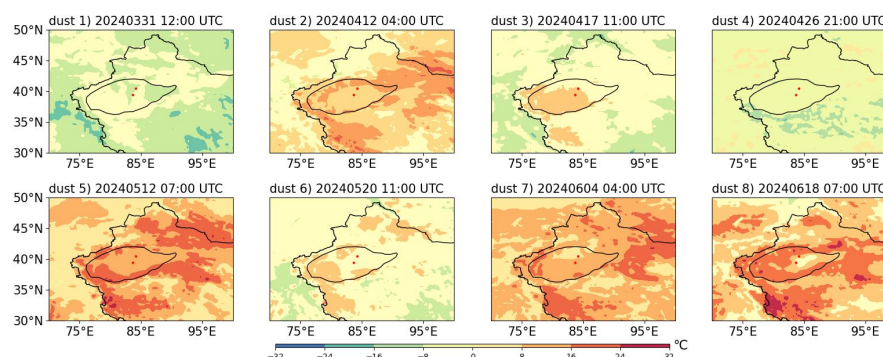 dust 1) 20240331 12:00 UTC
dust 2) 20240412 04:00 UTC
dust 3) 20240417 11:00 UTC
dust 4) 20240426 21:00 UTC
50°N
45°N
40°N
35°N
30°N
75°E 85°E 95°E
75°E 85°E 95°E
75°E 85°E 95°E
75°E 85°E 95°E
dust 5) 20240512 07:00 UTC
dust 6) 20240520 11:00 UTC
dust 7) 20240604 04:00 UTC
dust 8) 20240618 07:00 UTC
50°N
45°N
40°N
35°N
30°N
75°E 85°E 95°E
75°E 85°E 95°E
75°E 85°E 95°E
75°E 85°E 95°E
°C
−32 −24 −16 −8 0 8 16 24 32